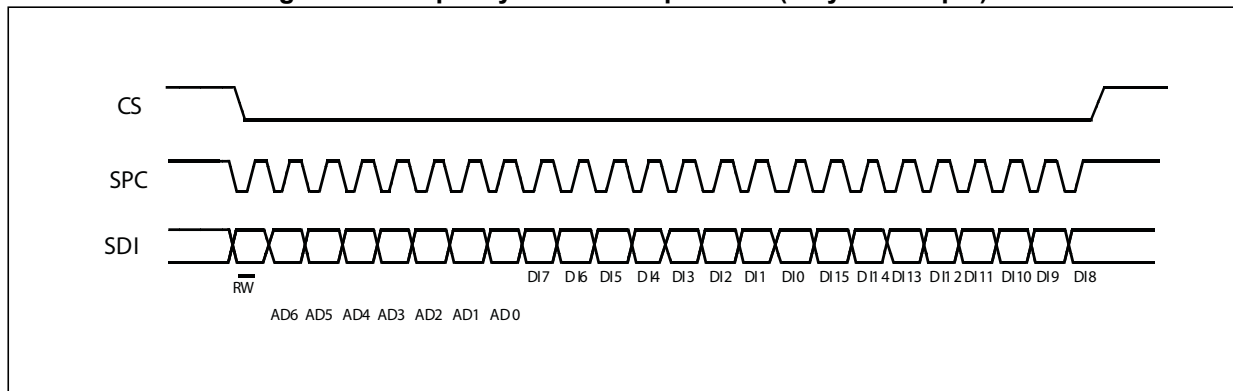 CS
SPC
SDI
RW
DI7 DI6 DI5 DI4 DI3 DI2 DI1 DI0 DI15 DI14 DI13 DI12 DI11 DI10 DI9 DI8
AD6 AD5 AD4 AD3 AD2 AD1 AD0